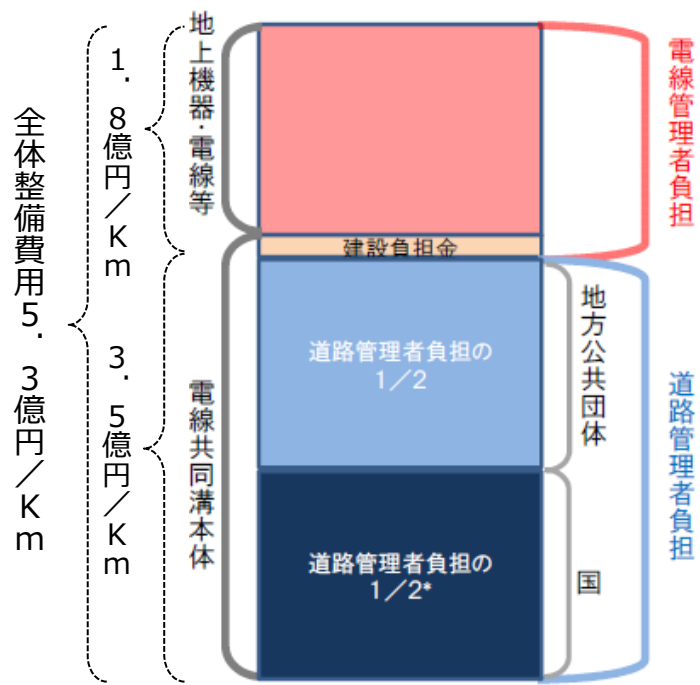 全体整備費用5．3億円／Km
1．8億円／Km
3．5億円／Km
地上機器・電線等
電線共同溝本体
建設負担金
道路管理者負担の
1／2
道路管理者負担の
1／2*
地方公共団体
国
電線管理者負担
道路管理者負担